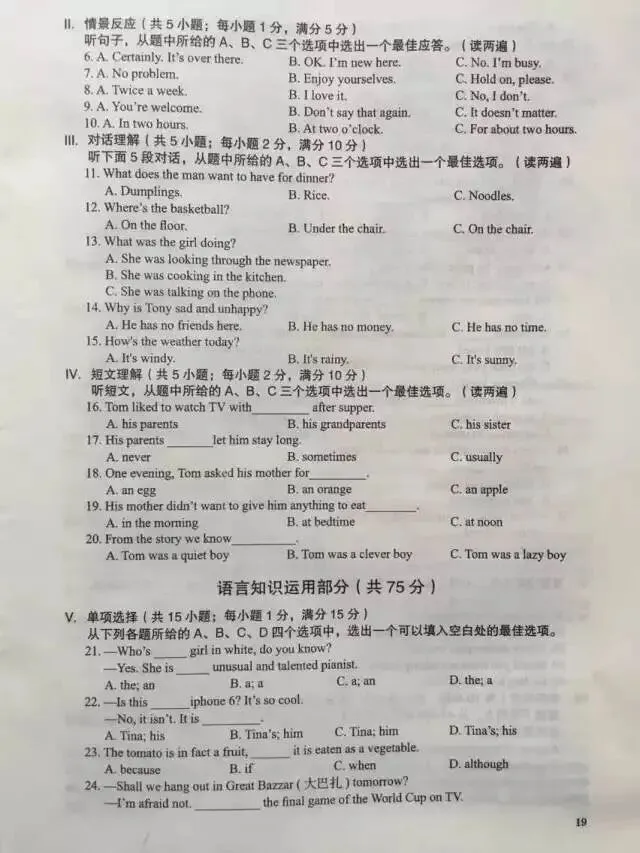 II. 情景反应（共 5 小题；每小题 1 分，满分 5 分）
听句子，从题中所给的 A、B、C 三个选项中选出一个最佳应答。（读两遍）
6. A. Certainly. It's over there. B. OK. I'm new here. C. No. I'm busy.
7. A. No problem. B. Enjoy yourselves. C. Hold on, please.
8. A. Twice a week. B. I love it. C. No, I don't.
9. A. You're welcome. B. Don't say that again. C. It doesn't matter.
10. A. In two hours. B. At two o'clock. C. For about two hours.
III. 对话理解（共 5 小题；每小题 2 分，满分 10 分）
听下面 5 段对话，从题中所给的 A、B、C 三个选项中选出一个最佳选项。（读两遍）
11. What does the man want to have for dinner?
A. Dumplings. B. Rice. C. Noodles.
12. Where's the basketball?
A. On the floor. B. Under the chair. C. On the chair.
13. What was the girl doing?
A. She was looking through the newspaper.
B. She was cooking in the kitchen.
C. She was talking on the phone.
14. Why is Tony sad and unhappy?
A. He has no friends here. B. He has no money. C. He has no time.
15. How's the weather today?
A. It's windy. B. It's rainy. C. It's sunny.
IV. 短文理解（共 5 小题；每小题 2 分，满分 10 分）
听短文，从题中所给的 A、B、C 三个选项中选出一个最佳选项。（读两遍）
16. Tom liked to watch TV with________ after supper.
A. his parents B. his grandparents C. his sister
17. His parents _______let him stay long.
A. never B. sometimes C. usually
18. One evening, Tom asked his mother for________.
A. an egg B. an orange C. an apple
19. His mother didn't want to give him anything to eat_______.
A. in the morning B. at bedtime C. at noon
20. From the story we know_________.
A. Tom was a quiet boy B. Tom was a clever boy C. Tom was a lazy boy
语言知识运用部分（共 75 分）
V. 单项选择（共 15 小题；每小题 1 分，满分 15 分）
从下列各题所给的 A、B、C、D 四个选项中，选出一个可以填入空白处的最佳选项。
21. —Who's _____ girl in white, do you know?
—Yes. She is _____ unusual and talented pianist.
A. the; an B. a; a C. a; an D. the; a
22. —Is this ______iphone 6? It's so cool.
—No, it isn't. It is ________.
A. Tina; his B. Tina's; him C. Tina; him D. Tina's; his
23. The tomato is in fact a fruit, ______ it is eaten as a vegetable.
A. because B. if C. when D. although
24. —Shall we hang out in Great Bazzar（大巴扎）tomorrow?
—I'm afraid not. __________ the final game of the World Cup on TV.
19